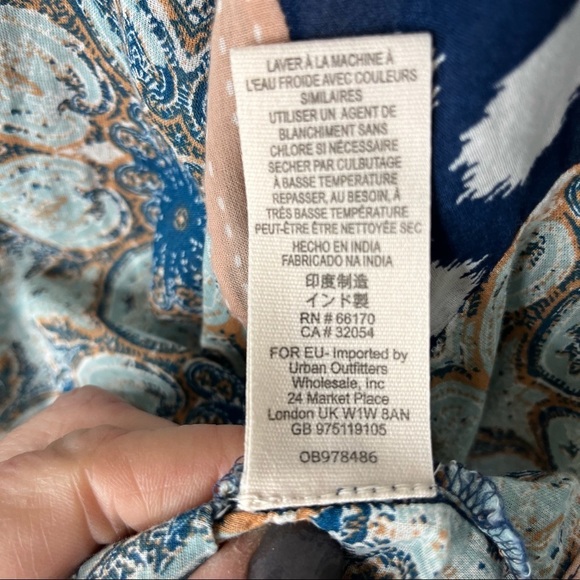 LAVER À LA MACHINE À
L'EAU FROIDE AVEC COULEURS
SIMILAIRES
UTILISER UN AGENT DE
BLANCHIMENT SANS
CHLORE SI NÉCESSAIRE
SECHER PAR CULBUTAGE
À BASSE TEMPERATURE
REPASSER, AU BESOIN, À
TRÈS BASSE TEMPÉRATURE
PEUT-ÊTRE ÊTRE NETTOYÉE SEC
HECHO EN INDIA
FABRICADO NA INDIA
印度制造
インド製
RN # 66170
CA # 32054
FOR EU- Imported by
Urban Outfitters
Wholesale, Inc
24 Market Place
London UK W1W 8AN
GB 975119105
OB978486